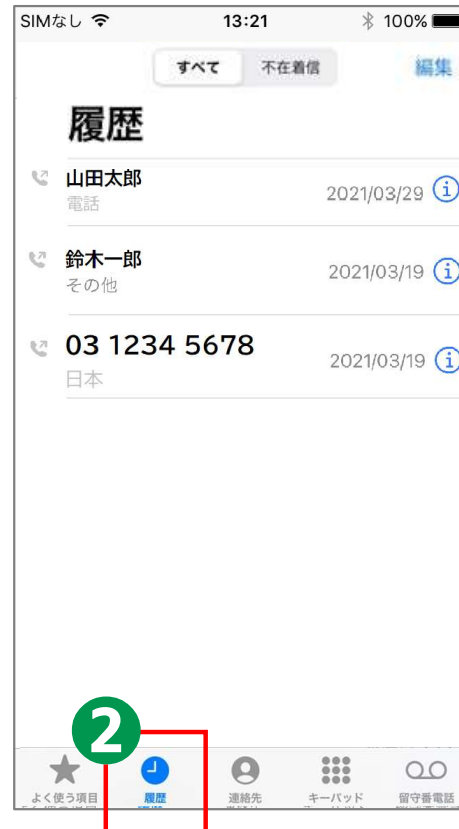 SIMなし 13:21 100%
すべて 不在着信 編集
履歴
山田太郎
電話
2021/03/29
鈴木一郎
その他
2021/03/19
03 1234 5678
日本
2021/03/19
2
よく使う項目 履歴 連絡先 キーパッド 留守番電話